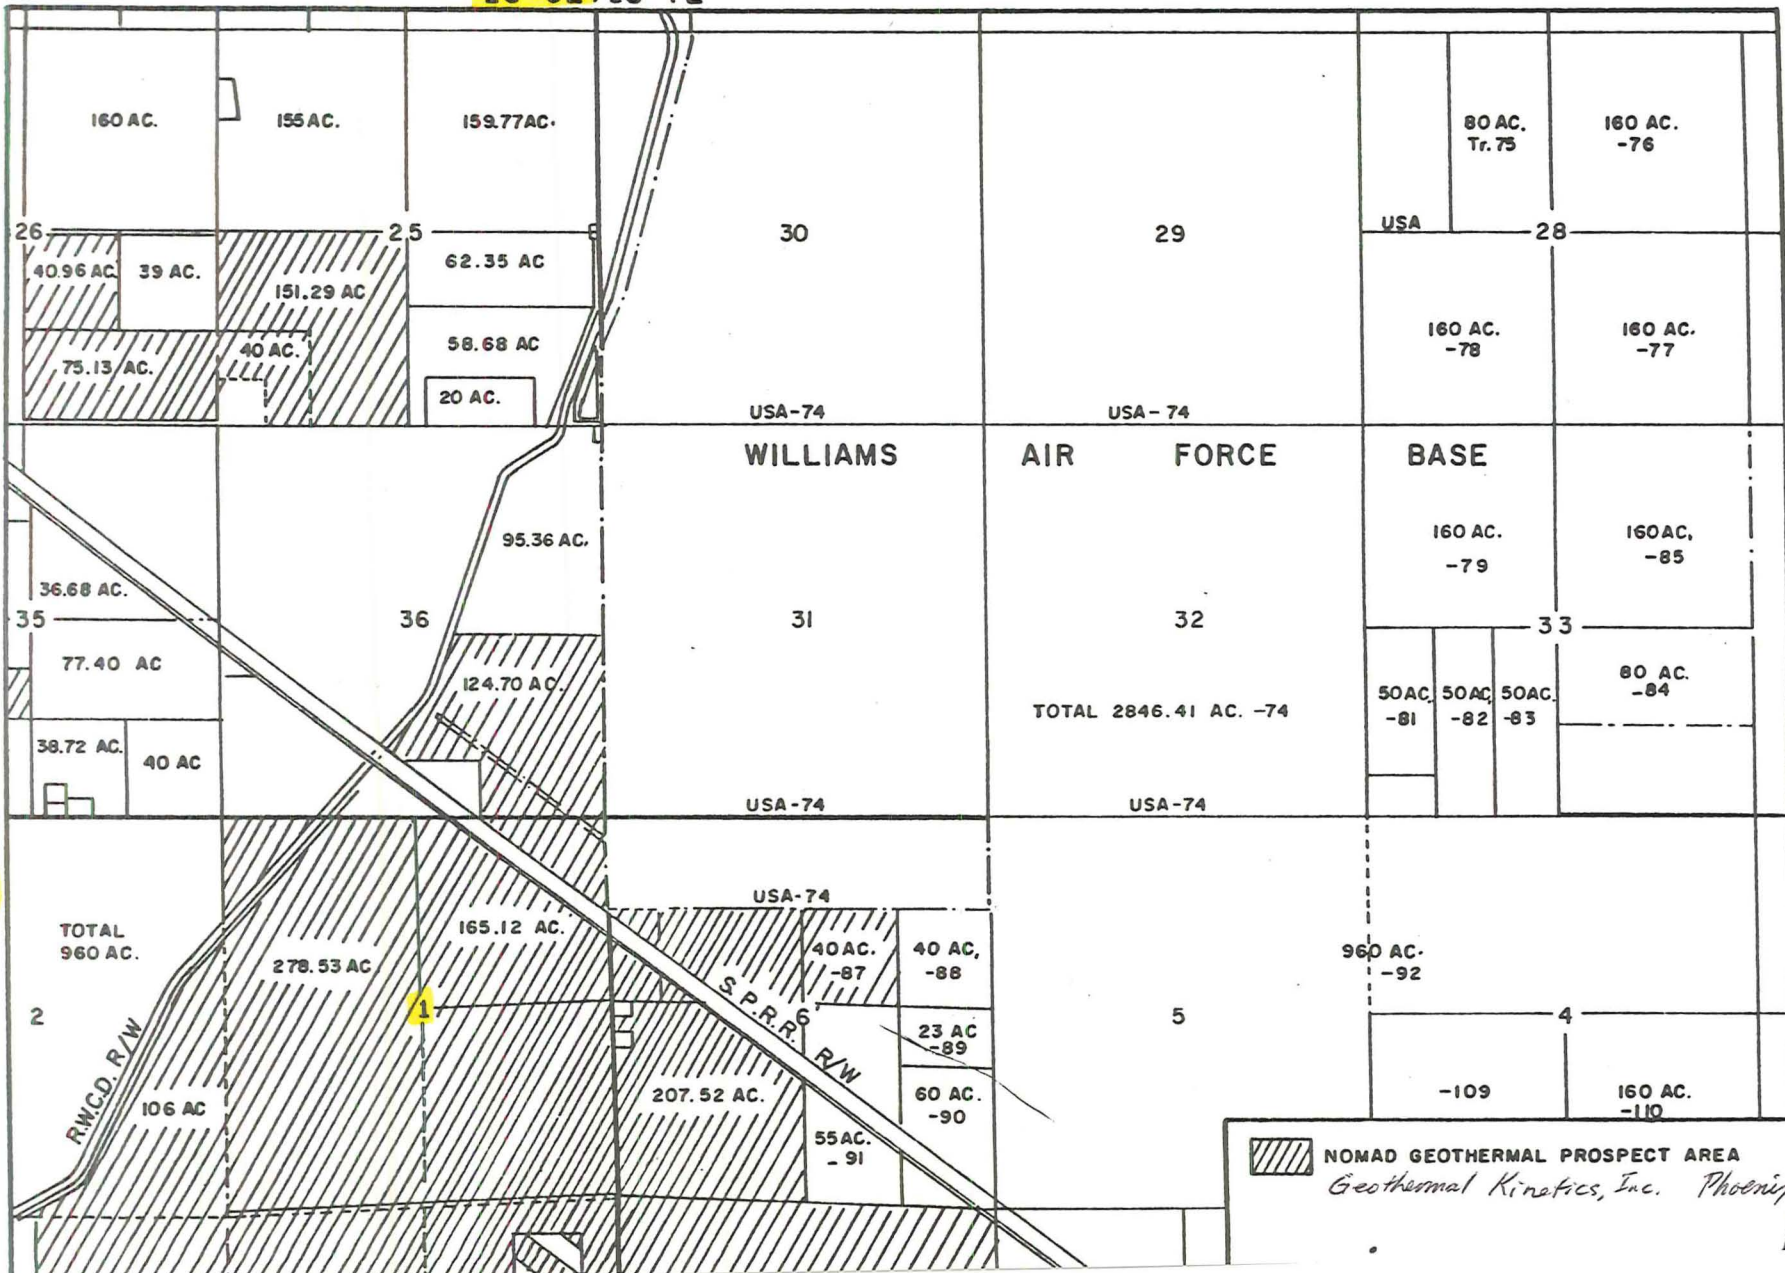 160 AC.
155 AC.
159.77 AC.
80 AC.
Tr. 75
160 AC.
-76
26
25
30
29
USA
28
40.96 AC.
39 AC.
151.29 AC
62.35 AC
75.13 AC.
40 AC.
58.68 AC
20 AC.
160 AC.
-78
160 AC.
-77
USA-74
USA-74
WILLIAMS AIR FORCE BASE
95.36 AC.
160 AC.
-79
160 AC.
-85
36.68 AC.
35
36
31
32
33
77.40 AC
124.70 AC.
TOTAL 2846.41 AC. -74
50 AC.
-81
50 AC.
-82
50 AC.
-83
80 AC.
-84
38.72 AC.
40 AC
USA-74
USA-74
USA-74
TOTAL
960 AC.
278.53 AC.
165.12 AC.
40 AC.
-87
40 AC.
-88
960 AC.
-92
2
1
6
5
4
S.P.R.R. R/W
R.W.C.D. R/W
23 AC
-89
106 AC
207.52 AC.
60 AC.
-90
55 AC.
-91
-109
160 AC.
-110
NOMAD GEOTHERMAL PROSPECT AREA
Geothermal Kinetics, Inc. Phoenix